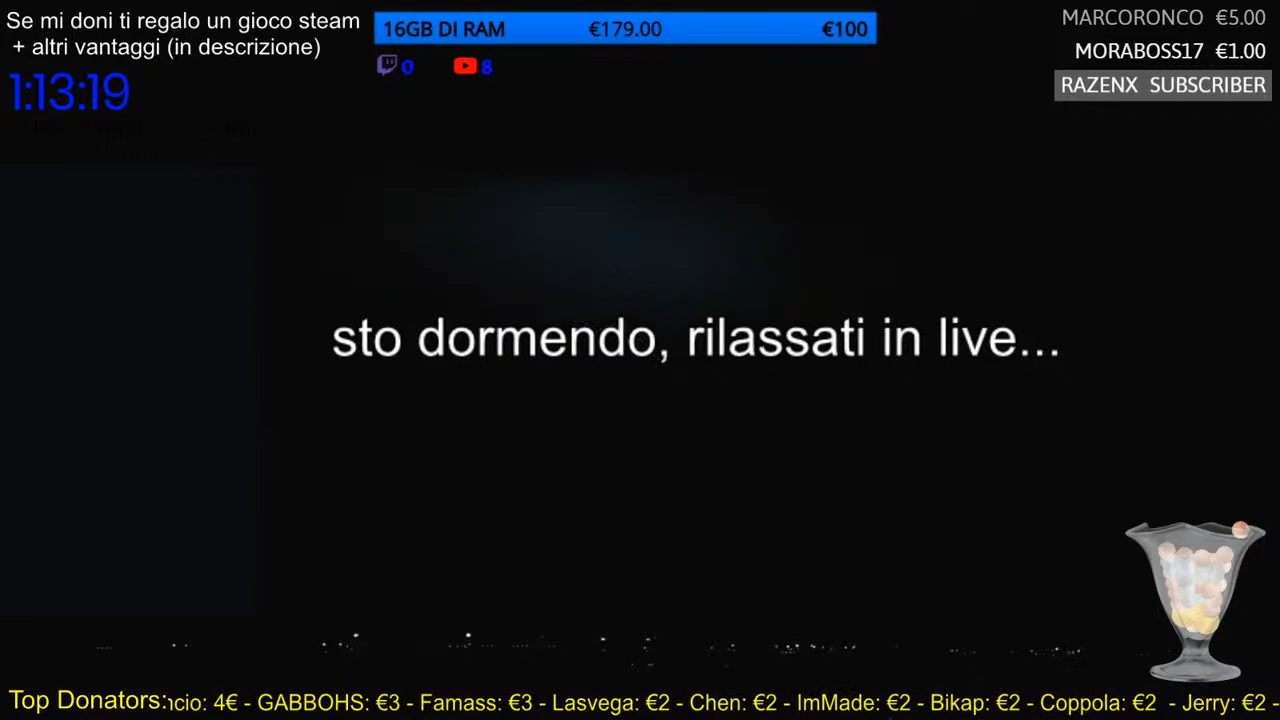 Se mi doni ti regalo un gioco steam
+ altri vantaggi (in descrizione)
1:13:19
16GB DI RAM €179.00 €100
0 8
MARCORONCO €5.00
MORABOSS17 €1.00
RAZENX SUBSCRIBER
sto dormendo, rilassati in live...
Top Donators: ncio: 4€ - GABBOHS: €3 - Famass: €3 - Lasvega: €2 - Chen: €2 - ImMade: €2 - Bikap: €2 - Coppola: €2 - Jerry: €2 -